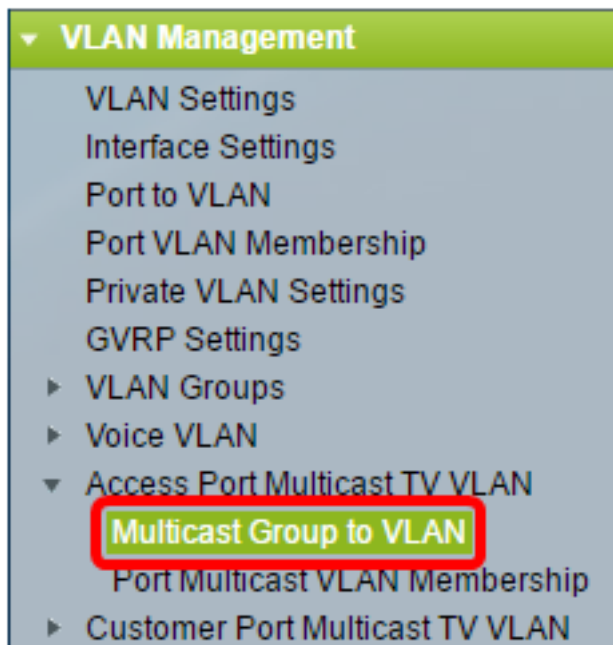 VLAN Management
VLAN Settings
Interface Settings
Port to VLAN
Port VLAN Membership
Private VLAN Settings
GVRP Settings
VLAN Groups
Voice VLAN
Access Port Multicast TV VLAN
Multicast Group to VLAN
Port Multicast VLAN Membership
Customer Port Multicast TV VLAN